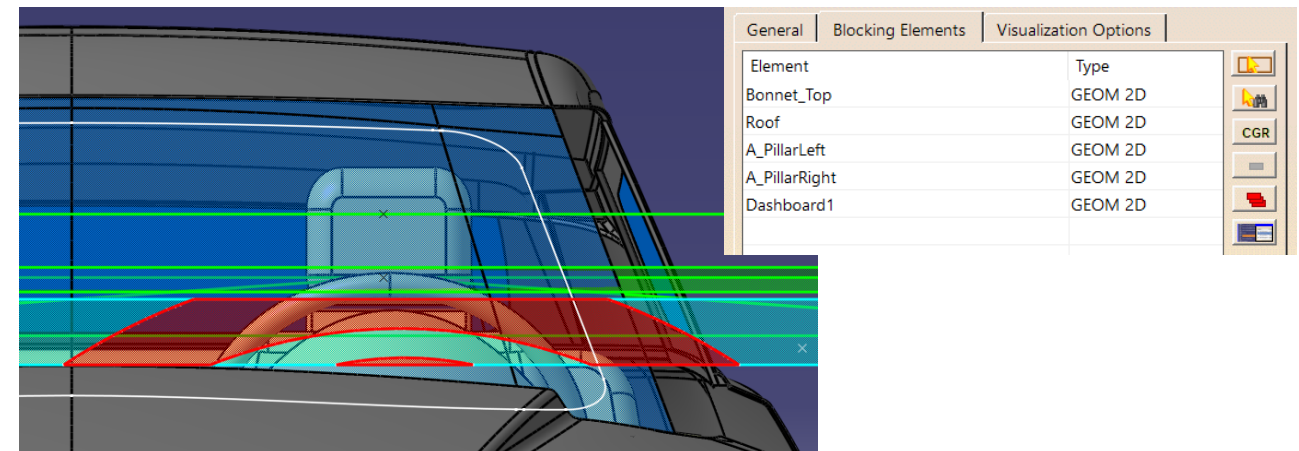 General Blocking Elements Visualization Options
Element Type
Bonnet_Top GEOM 2D
Roof GEOM 2D
A_PillarLeft GEOM 2D
CGR
A_PillarRight GEOM 2D
Dashboard1 GEOM 2D